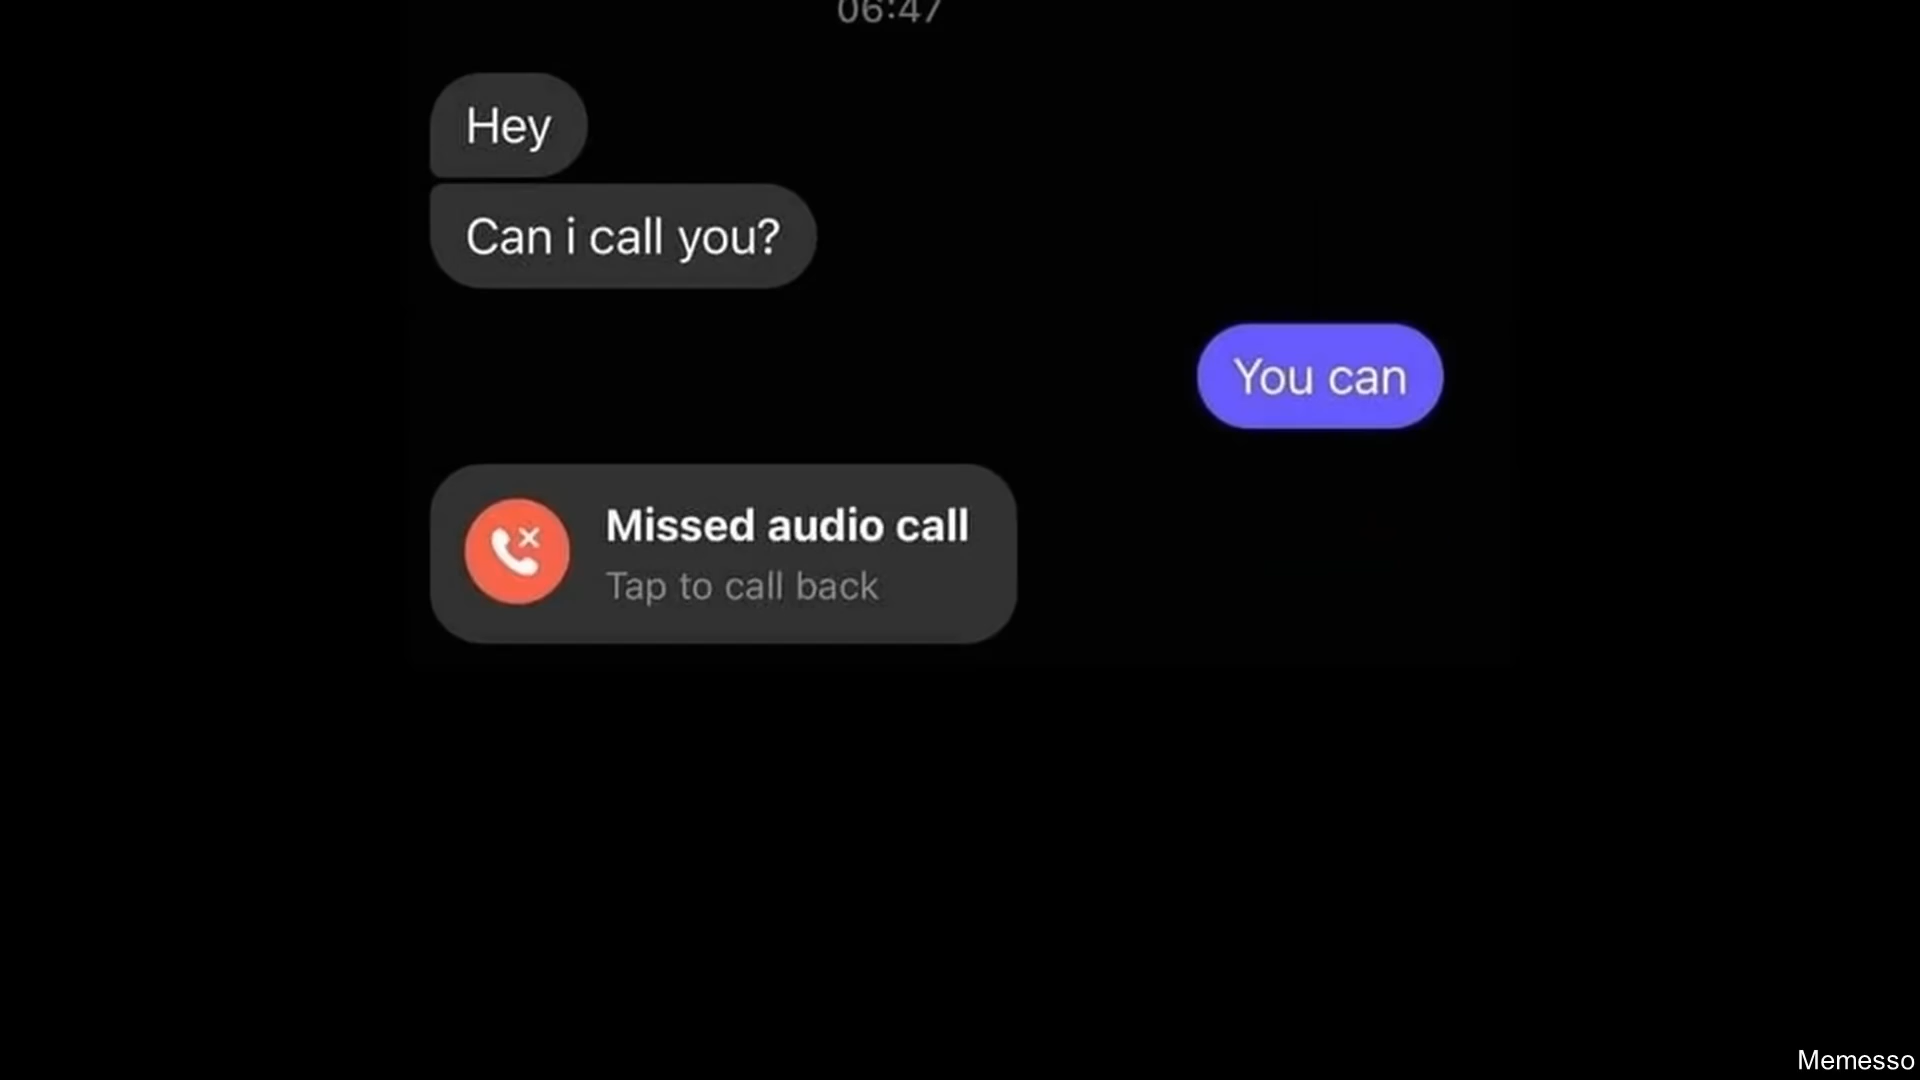 06:47
Hey
Can i call you?
You can
Missed audio call
Tap to call back
Memesso